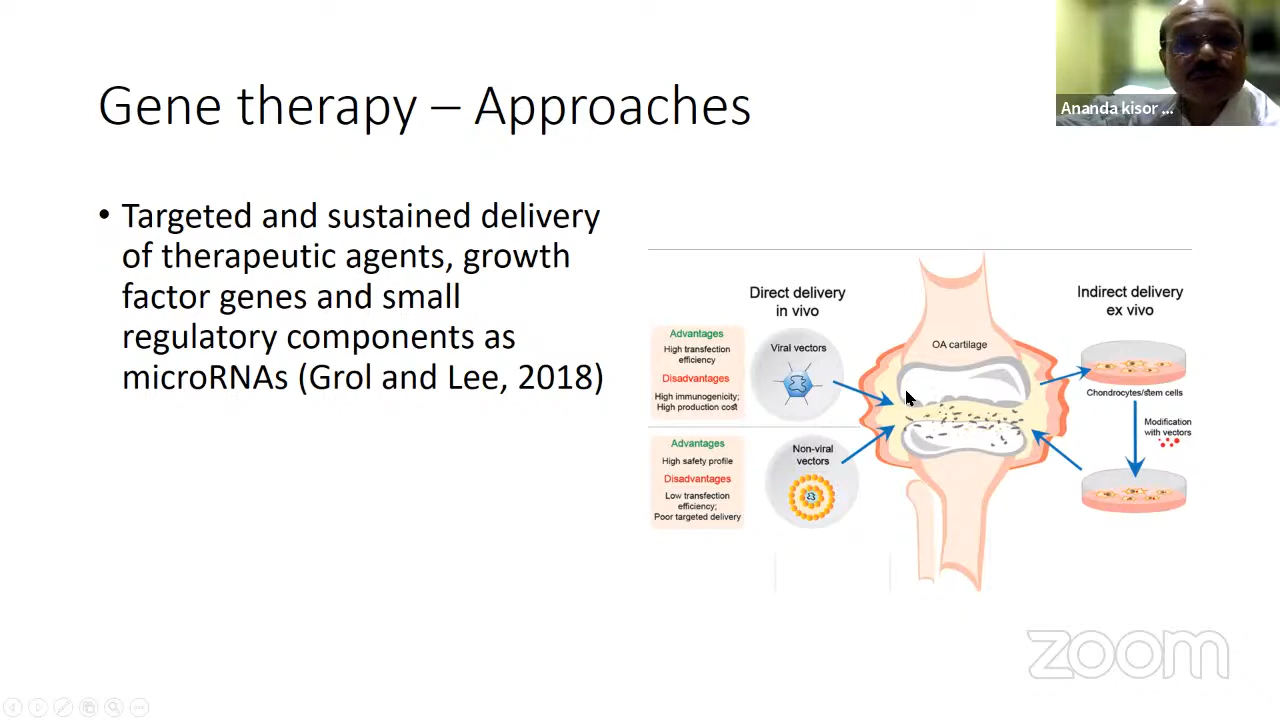 Ananda kisor ...
Gene therapy – Approaches
• Targeted and sustained delivery
of therapeutic agents, growth
factor genes and small
regulatory components as
microRNAs (Grol and Lee, 2018)
Direct delivery
in vivo
Advantages
High transfection
efficiency
Disadvantages
High immunogenicity;
High production cost
Viral vectors
Advantages
High safety profile
Disadvantages
Low transfection
efficiency;
Poor targeted delivery
Non-viral
vectors
OA cartilage
Indirect delivery
ex vivo
Chondrocytes/stem cells
Modification
with vectors
zoom